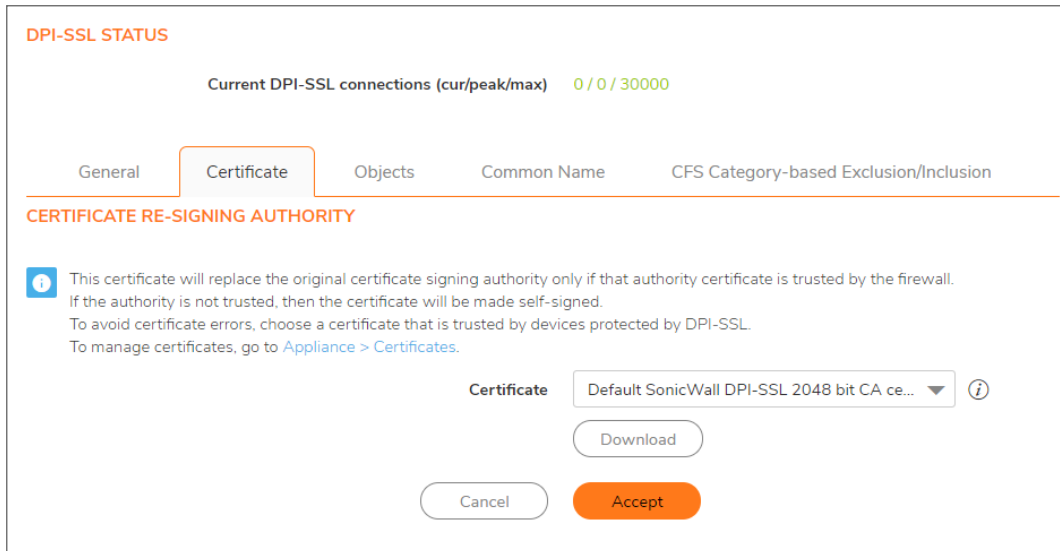 DPI-SSL STATUS
Current DPI-SSL connections (cur/peak/max) 0 / 0 / 30000
General Certificate Objects Common Name CFS Category-based Exclusion/Inclusion
CERTIFICATE RE-SIGNING AUTHORITY
This certificate will replace the original certificate signing authority only if that authority certificate is trusted by the firewall.
If the authority is not trusted, then the certificate will be made self-signed.
To avoid certificate errors, choose a certificate that is trusted by devices protected by DPI-SSL.
To manage certificates, go to Appliance > Certificates.
Certificate Default SonicWall DPI-SSL 2048 bit CA ce...
Download
Cancel Accept